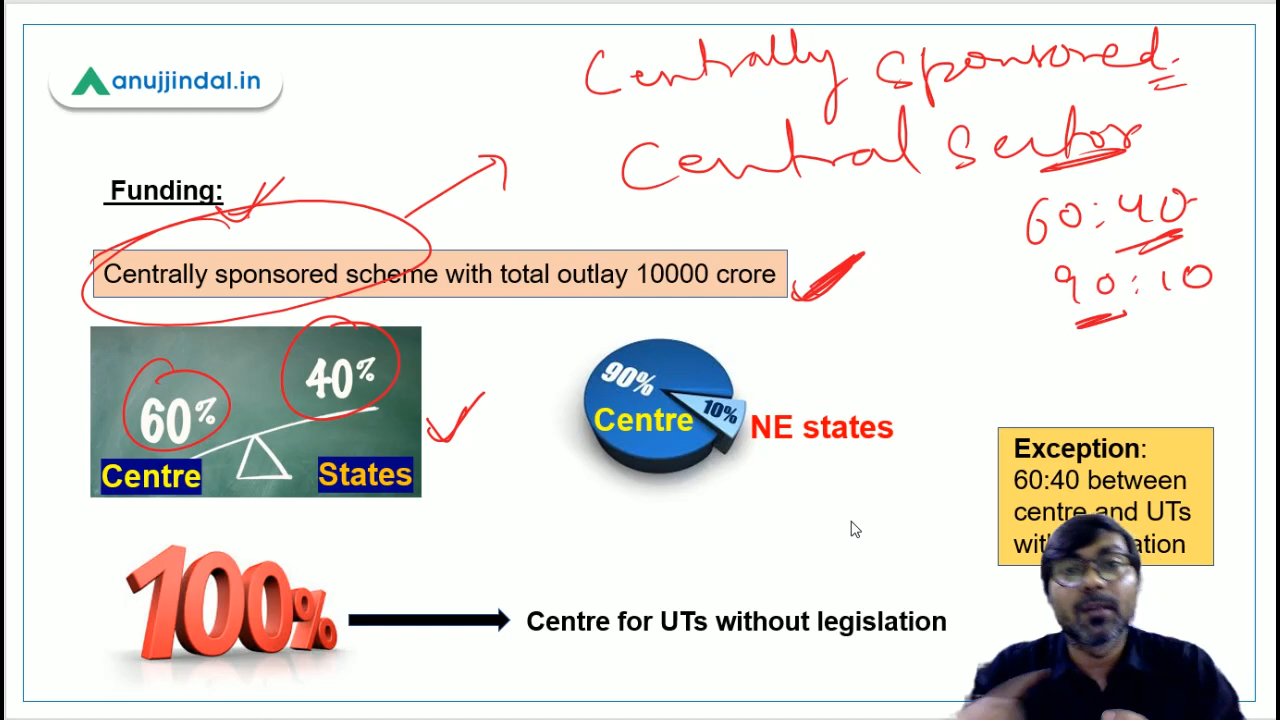 anujjindal.in
Centrally Sponsored
Central Sector
60:40
90:10
Funding:
Centrally sponsored scheme with total outlay 10000 crore
60%
40%
Centre
States
90%
10%
Centre
NE states
Exception:
60:40 between
centre and UTs
100%
Centre for UTs without legislation